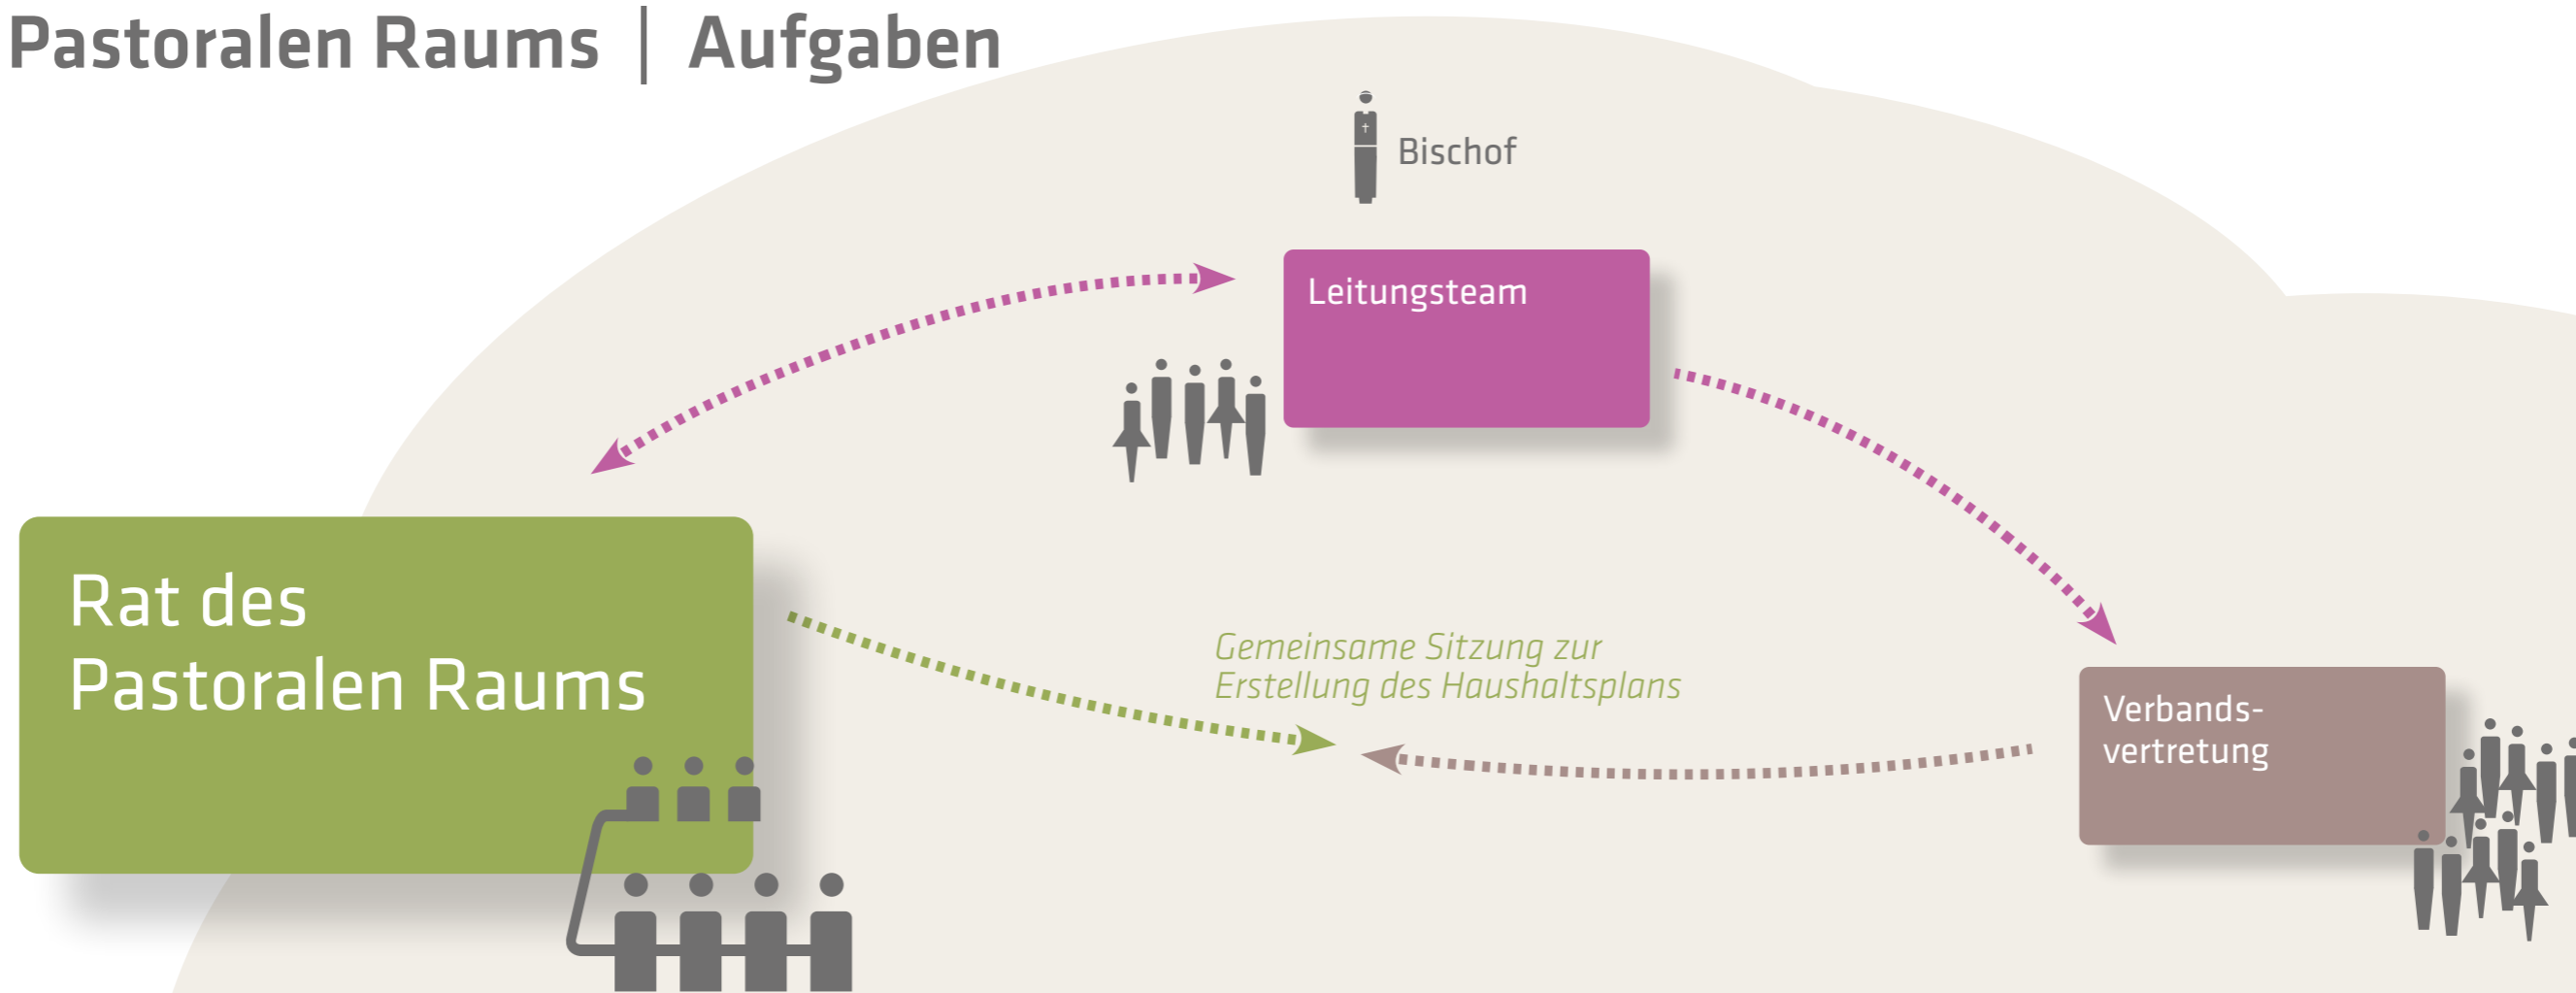 Pastoralen Raums | Aufgaben
Bischof
Leitungsteam
Rat des
Pastoralen Raums
Gemeinsame Sitzung zur
Erstellung des Haushaltsplans
Verbands-
vertretung